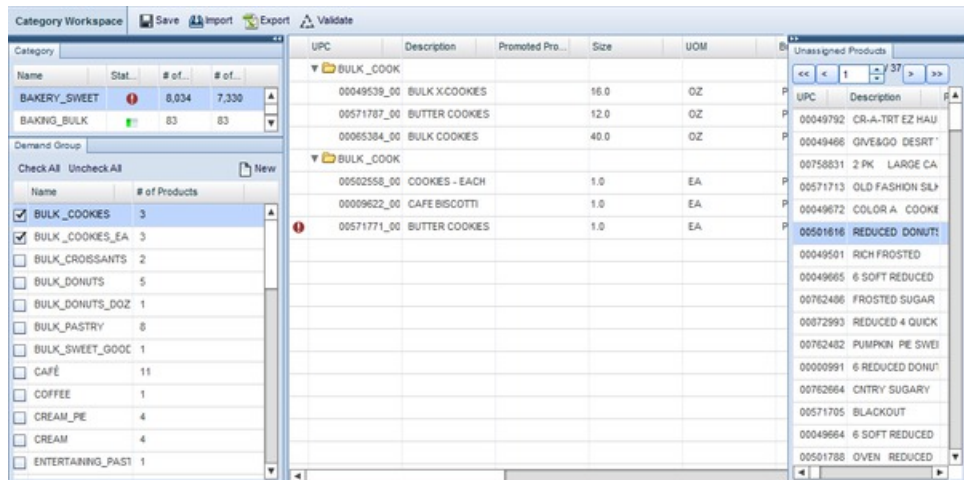 Category Workspace Save Import Export Validate
Category
Name Stat... # of... # of...
BAKERY_SWEET 8,034 7,330
BAKING_BULK 83 83
Demand Group
Check All Uncheck All New
Name # of Products
BULK_COOKIES 3
BULK_COOKIES_EA 3
BULK_CROISSANTS 2
BULK_DONUTS 5
BULK_DONUTS_DOZ 1
BULK_PASTRY 8
BULK_SWEET_GOOD 1
CAFÉ 11
COFFEE 1
CREAM_PIE 4
CREAM 4
ENTERTAINING_PAST 1
UPC Description Promoted Pro... Size UOM
BULK_COOK
00049539_00 BULK X.COOKIES 16.0 OZ P
00571787_00 BUTTER COOKIES 12.0 OZ P
00065384_00 BULK COOKIES 40.0 OZ P
BULK_COOK
00502558_00 COOKIES - EACH 1.0 EA P
00009622_00 CAFE BISCOTTI 1.0 EA P
00571771_00 BUTTER COOKIES 1.0 EA P
Unassigned Products
<< < 1 / 37 > >>
UPC Description
00049792 CR-A-TRT EZ HAU
00049466 GIVE&GO DESRT
00758831 2 PK LARGE CA
00571713 OLD FASHION SILK
00049672 COLOR A COOKIE
00501616 REDUCED DONUTS
00049501 RICH FROSTED
00049665 6 SOFT REDUCED
00762486 FROSTED SUGAR
00872993 REDUCED 4 QUICK
00762482 PUMPKIN PIE SWEE
00000991 6 REDUCED DONUT
00762664 CNTRY SUGARY
00571705 BLACKOUT
00049664 6 SOFT REDUCED
00501788 OVEN REDUCED